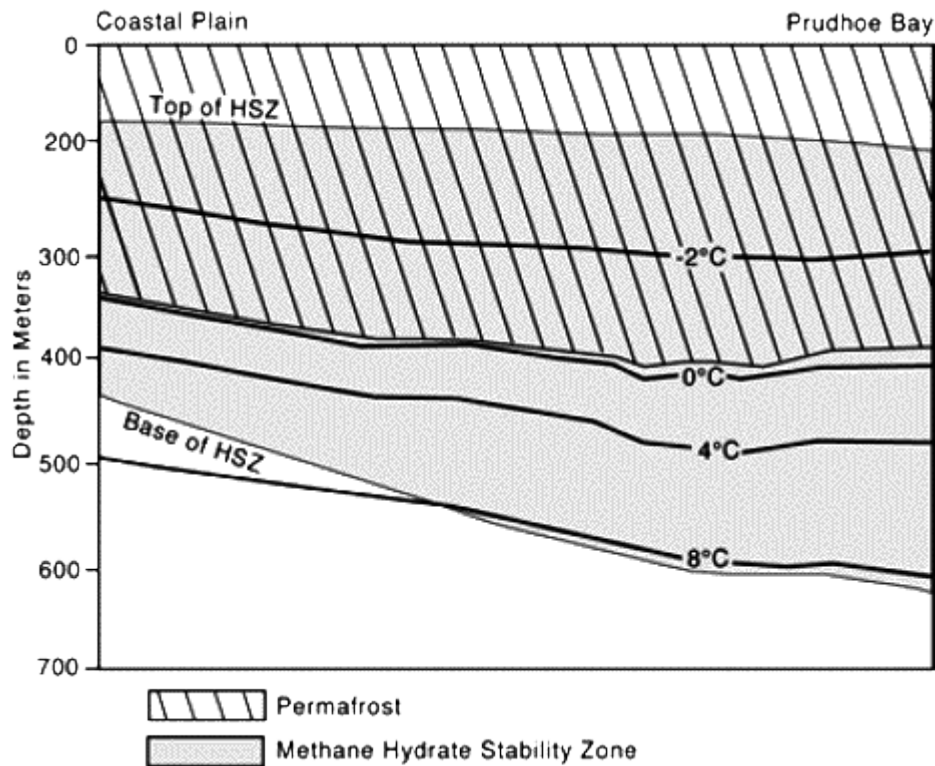 Coastal Plain
Prudhoe Bay
0
Top of HSZ
200
-2°C
300
Depth in Meters
400
0°C
4°C
Base of HSZ
500
8°C
600
700
Permafrost
Methane Hydrate Stability Zone